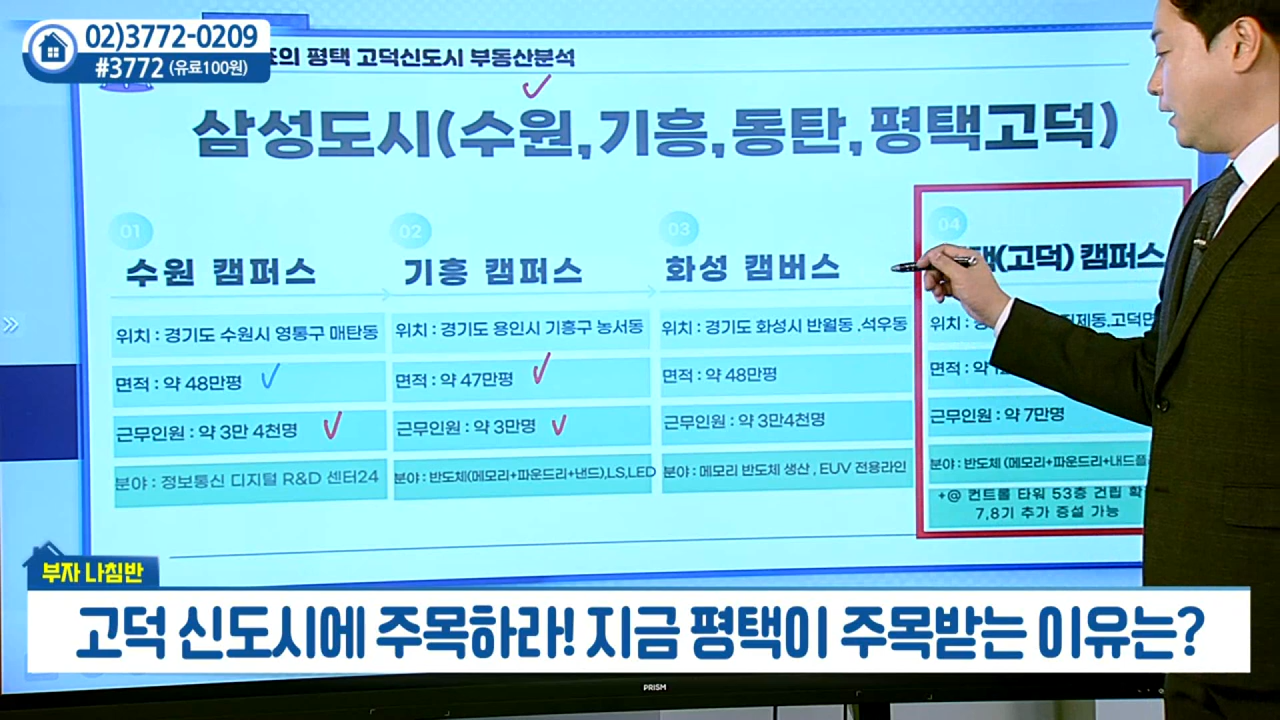 02)3772-0209
#3772 (유료100원)
평택 고덕신도시 부동산분석
삼성도시(수원,기흥,동탄,평택고덕)
01
수원 캠퍼스
위치 : 경기도 수원시 영통구 매탄동
면적 : 약 48만평
근무인원 : 약 3만 4천명
분야 : 정보통신 디지털 R&D 센터24
02
기흥 캠퍼스
위치 : 경기도 용인시 기흥구 농서동
면적 : 약 47만평
근무인원 : 약 3만명
분야 : 반도체(메모리+파운드리+낸드),LS,LED
03
화성 캠버스
위치 : 경기도 화성시 반월동 .석우동
면적 : 약 48만평
근무인원 : 약 3만4천명
분야 : 메모리 반도체 생산 , EUV 전용라인
04
(고덕) 캠퍼스
위치 :
면적 : 약
근무인원 : 약 7만명
분야 : 반도체 (메모리+파운드리+내드플
+@ 컨트롤 타워 53층 건립
7,8기 추가 증설 가능
부자 나침반
고덕 신도시에 주목하라! 지금 평택이 주목받는 이유는?
PRISM